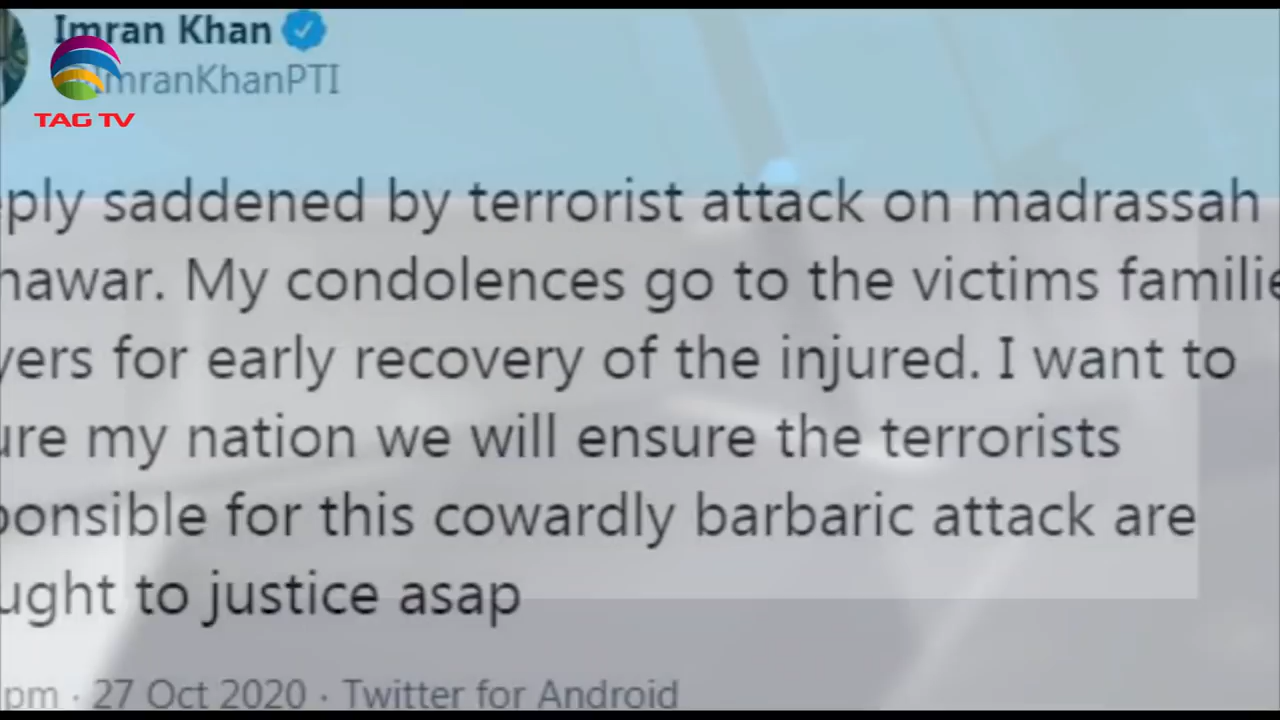 Imran Khan
ImranKhanPTI
TAG TV
ply saddened by terrorist attack on madrassah
hawar. My condolences go to the victims familie
yers for early recovery of the injured. I want to
ure my nation we will ensure the terrorists
ponsible for this cowardly barbaric attack are
ught to justice asap
pm · 27 Oct 2020 · Twitter for Android